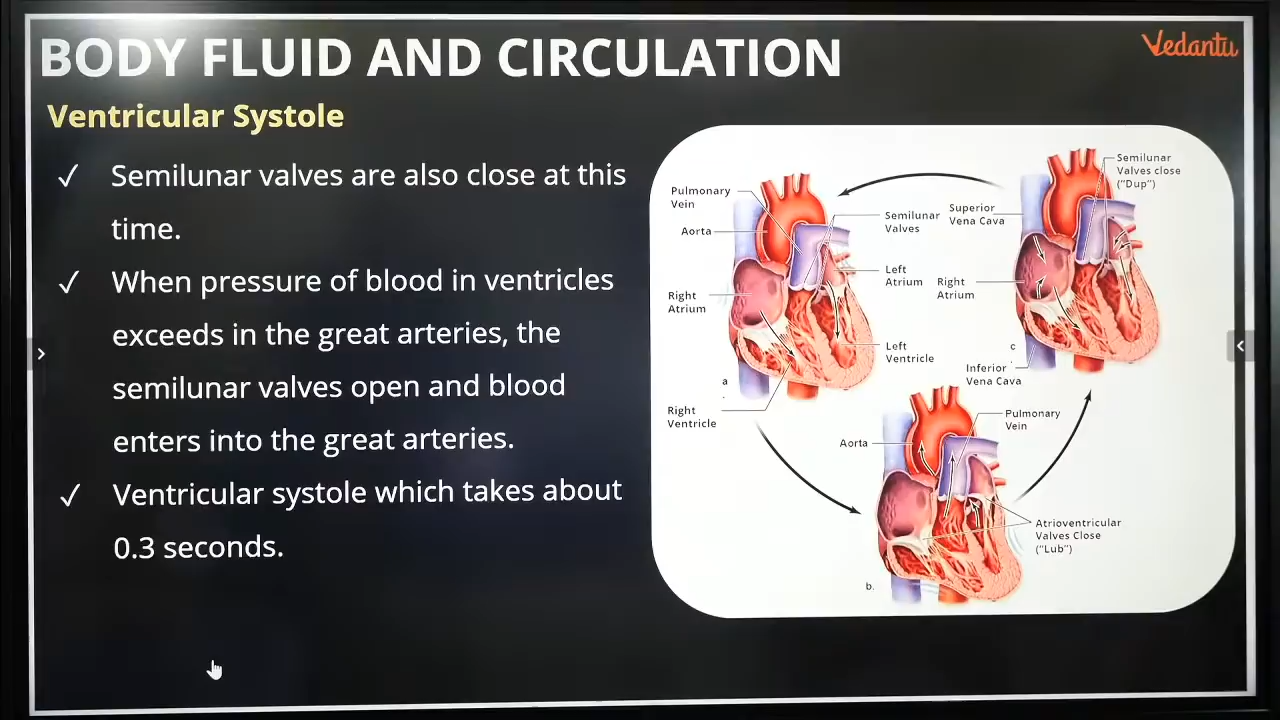 BODY FLUID AND CIRCULATION
Vedantu
Ventricular Systole
✓ Semilunar valves are also close at this
time.
✓ When pressure of blood in ventricles
exceeds in the great arteries, the
semilunar valves open and blood
enters into the great arteries.
✓ Ventricular systole which takes about
0.3 seconds.
Pulmonary
Vein
Aorta
Right
Atrium
Semilunar
Valves
Left
Atrium
Left
Ventricle
a
Right
Ventricle
Semilunar
Valves close
("Dup")
Superior
Vena Cava
Right
Atrium
c
Inferior
Vena Cava
Aorta
Pulmonary
Vein
Atrioventricular
Valves Close
("Lub")
b.